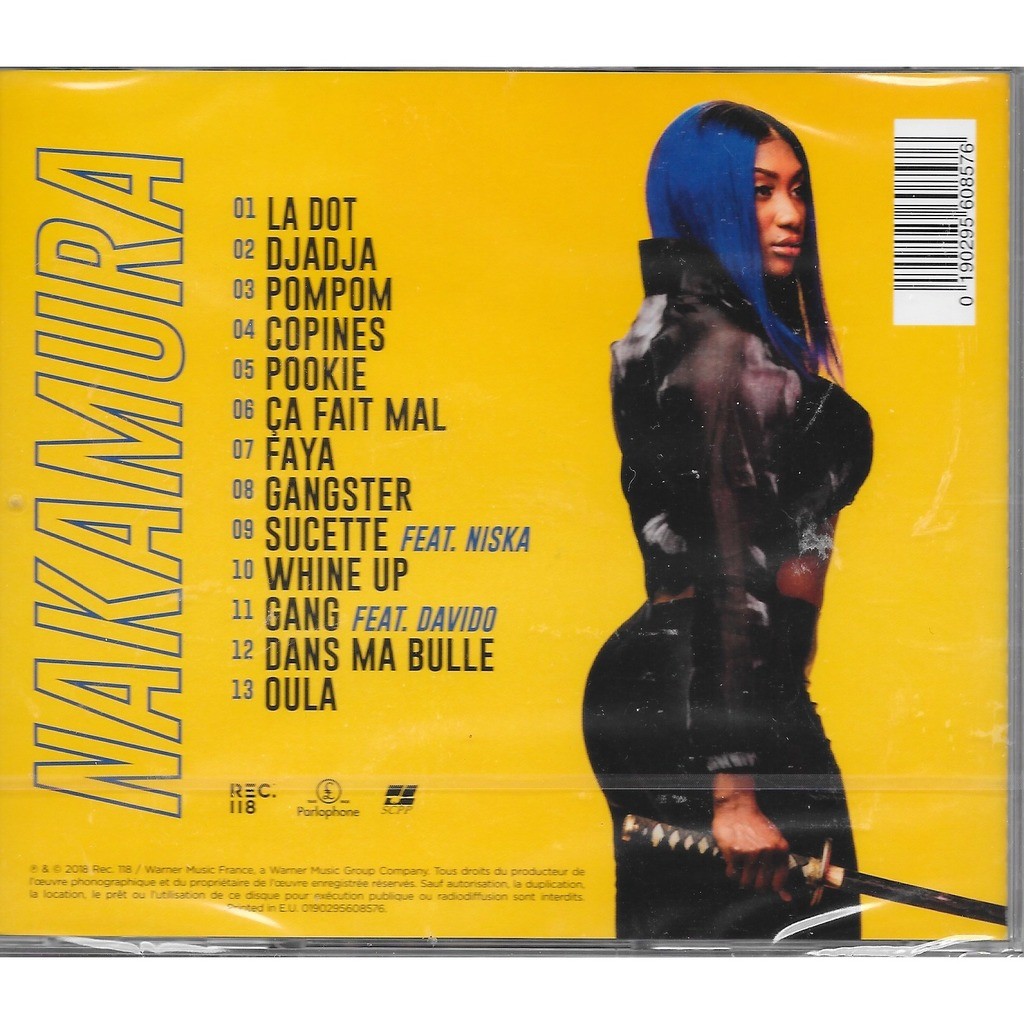 NAKAMURA
01 LA DOT
02 DJADJA
03 POMPOM
04 COPINES
05 POOKIE
06 ÇA FAIT MAL
07 FAYA
08 GANGSTER
09 SUCETTE FEAT. NISKA
10 WHINE UP
11 GANG FEAT. DAVIDO
12 DANS MA BULLE
13 OULA
0 190295 608576
REC.
118
£
Parlophone
SCPP
℗ & © 2018 Rec. 118 / Warner Music France, a Warner Music Group Company. Tous droits du producteur de
l'œuvre phonographique et du propriétaire de l'œuvre enregistrée réservés. Sauf autorisation, la duplication,
la location, le prêt ou l'utilisation de ce disque pour exécution publique ou radiodiffusion sont interdits.
Printed in E.U. 0190295608576.